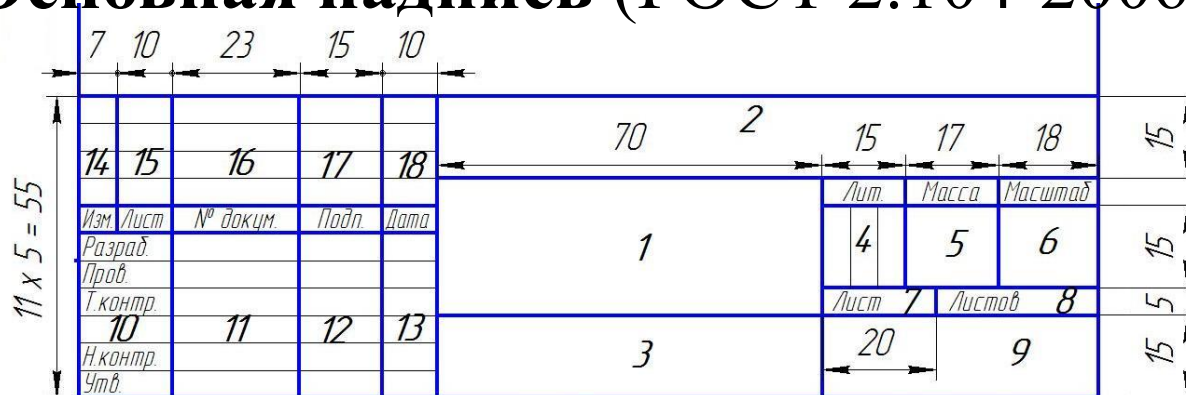 Основная надпись (ГОСТ 2.104-2006
7 10 23 15 10
2
70 15 17 18 15
14 15 16 17 18
Лит. Масса Масштаб
11 х 5 = 55
Изм. Лист № докум. Подп. Дата
1 4 5 6 15
Разраб.
Пров.
Т.контр. Лист 7 Листов 8 5
10 11 12 13
3 20 9 15
Н.контр.
Утв.